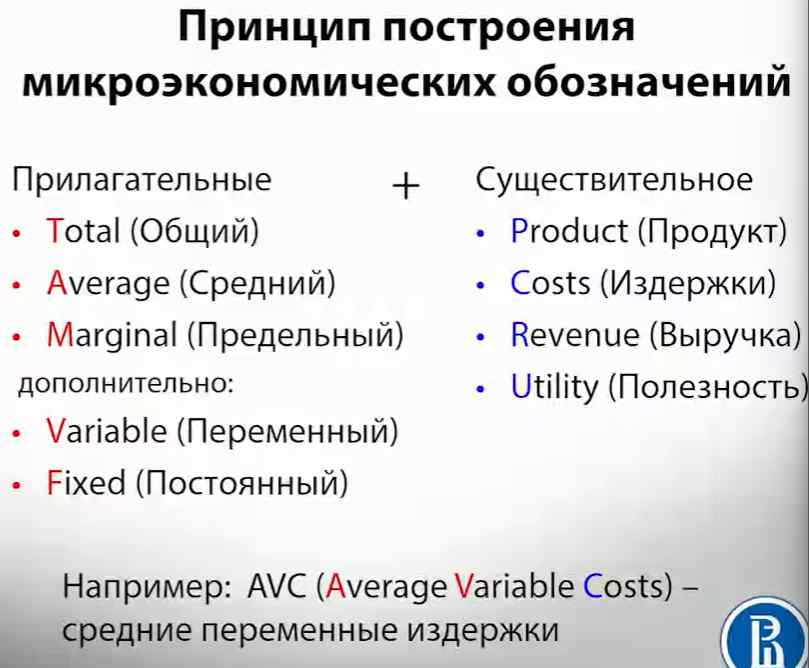 Принцип построения
микроэкономических обозначений
Прилагательные + Существительное
• Total (Общий) • Product (Продукт)
• Average (Средний) • Costs (Издержки)
• Marginal (Предельный) • Revenue (Выручка)
дополнительно: • Utility (Полезность)
• Variable (Переменный)
• Fixed (Постоянный)
Например: AVC (Average Variable Costs) –
средние переменные издержки